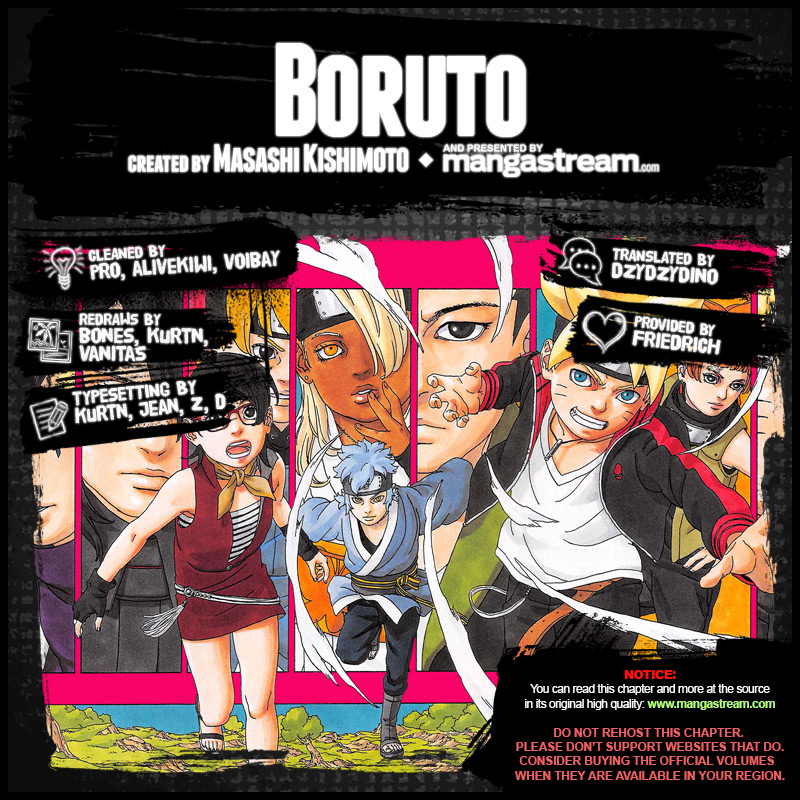 BORUTO
CREATED BY MASASHI KISHIMOTO ◆ AND PRESENTED BY mangastream.com
CLEANED BY
PRO, ALIVEKIWI, VOIBAY
REDRAWS BY
BONES, KURTN,
VANITAS
TYPESETTING BY
KURTN, JEAN, Z, D
TRANSLATED BY
DZYDZYDINO
PROVIDED BY
FRIEDRICH
NOTICE:
You can read this chapter and more at the source
in its original high quality: www.mangastream.com
DO NOT REHOST THIS CHAPTER.
PLEASE DON'T SUPPORT WEBSITES THAT DO.
CONSIDER BUYING THE OFFICIAL VOLUMES
WHEN THEY ARE AVAILABLE IN YOUR REGION.